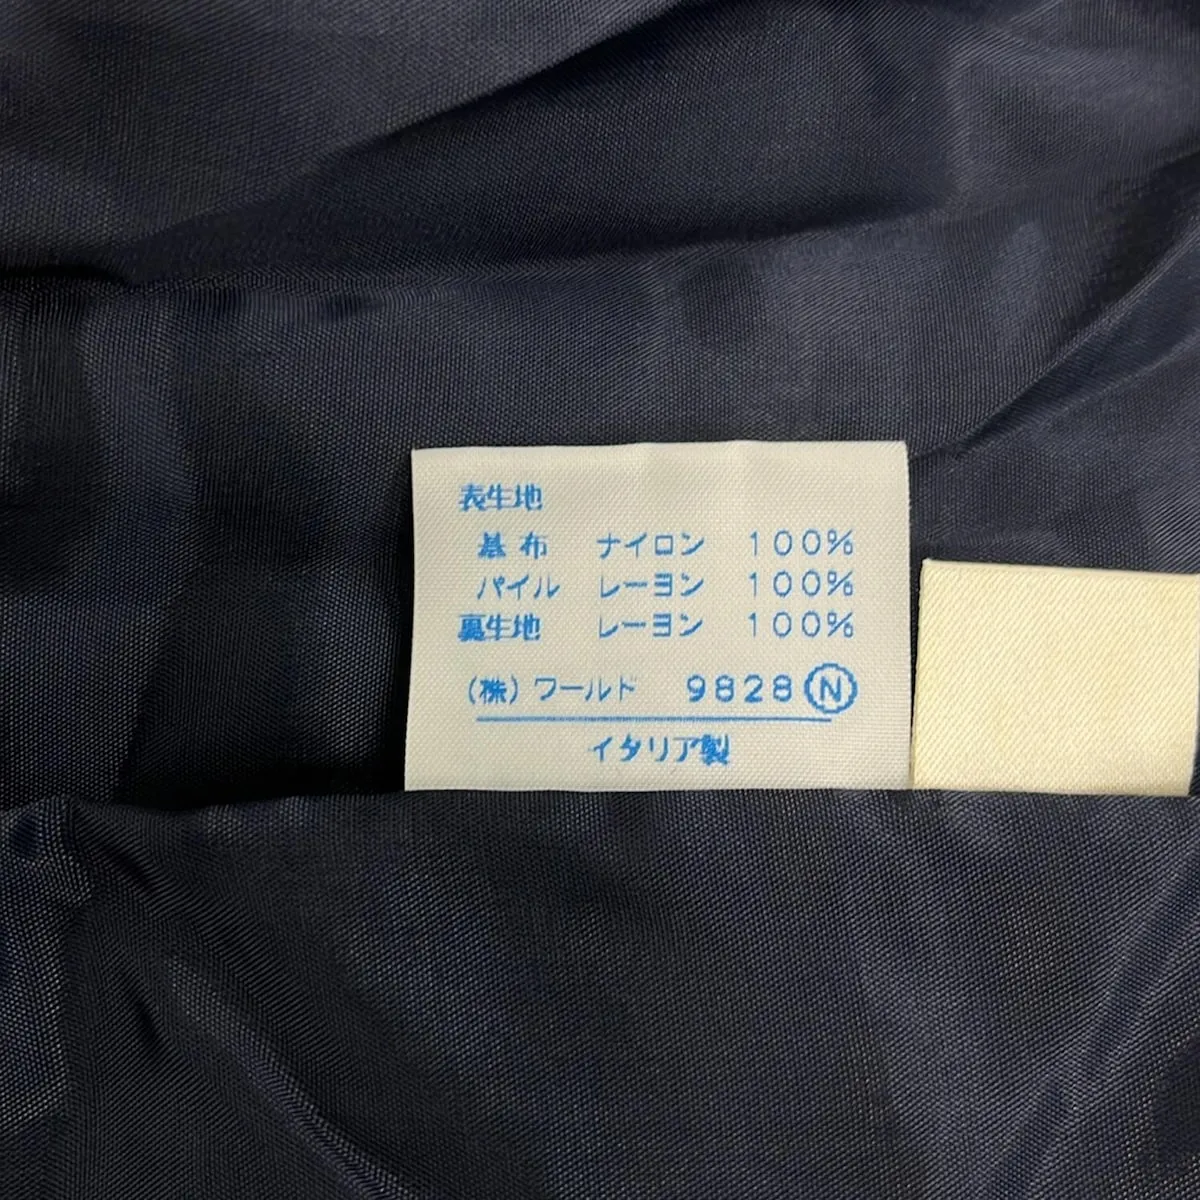 表生地
基布 ナイロン 100%
パイル レーヨン 100%
裏生地 レーヨン 100%
(株)ワールド 9828 Ⓝ
イタリア製